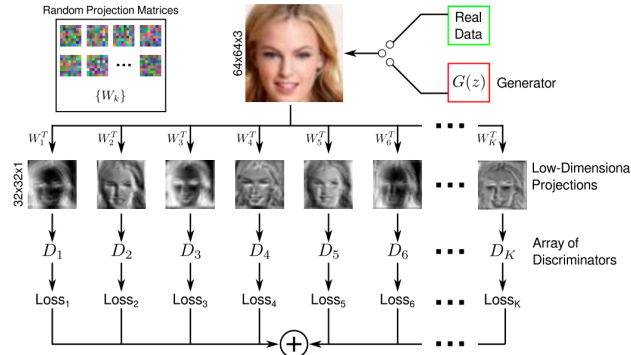 Random Projection Matrices
{W_k}
64x64x3
Real
Data
G(z)
Generator
W_1^T W_2^T W_3^T W_4^T W_5^T W_6^T W_K^T
32x32x1
Low-Dimensiona
Projections
D_1 D_2 D_3 D_4 D_5 D_6 D_K
Array of
Discriminators
Loss_1 Loss_2 Loss_3 Loss_4 Loss_5 Loss_6 Loss_K
+